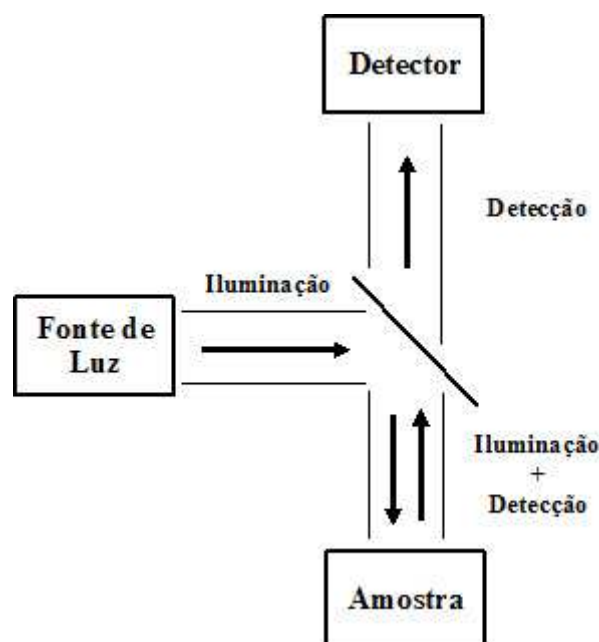 Detector
Detecção
Iluminação
Fonte de
Luz
Iluminação
+
Detecção
Amostra